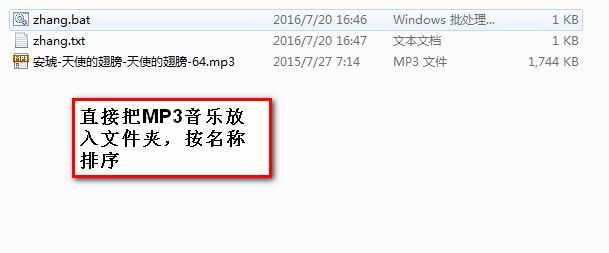 zhang.bat 2016/7/20 16:46 Windows 批处理... 1 KB
zhang.txt 2016/7/20 16:47 文本文档 1 KB
MP3 安琥-天使的翅膀-天使的翅膀-64.mp3 2015/7/27 7:14 MP3 文件 1,744 KB
直接把MP3音乐放
入文件夹，按名称
排序